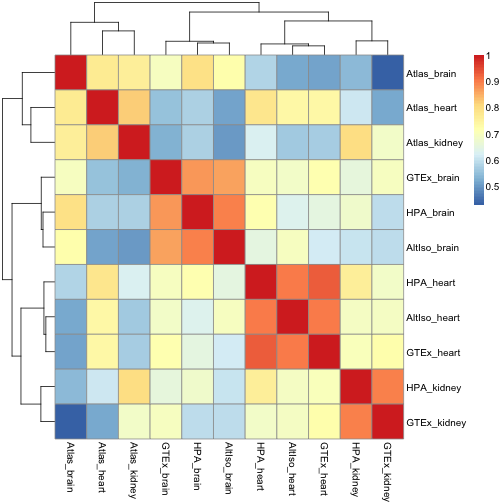 1
0.9
0.8
0.7
0.6
0.5
Atlas_brain
Atlas_heart
Atlas_kidney
GTEx_brain
HPA_brain
AltIso_brain
HPA_heart
AltIso_heart
GTEx_heart
HPA_kidney
GTEx_kidney
Atlas_brain
Atlas_heart
Atlas_kidney
GTEx_brain
HPA_brain
AltIso_brain
HPA_heart
AltIso_heart
GTEx_heart
HPA_kidney
GTEx_kidney